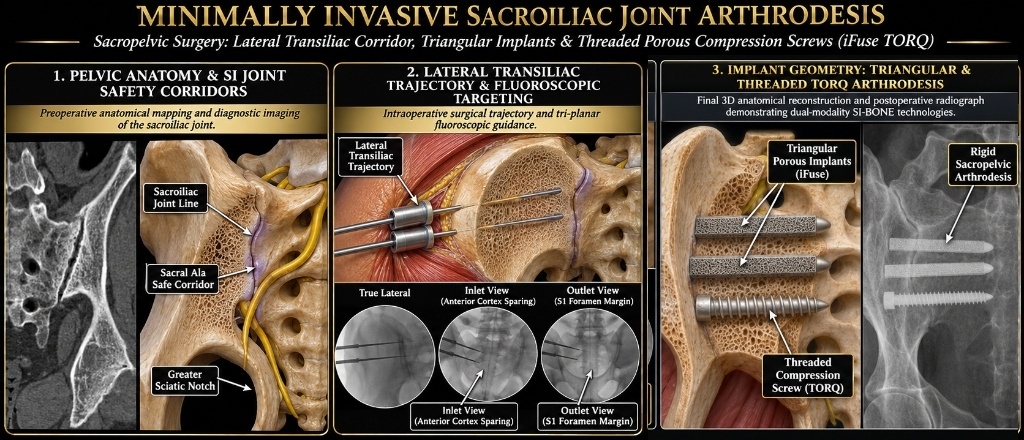 MINIMALLY INVASIVE SACROILIAC JOINT ARTHRODESIS
Sacropelvic Surgery: Lateral Transiliac Corridor, Triangular Implants & Threaded Porous Compression Screws (iFuse TORQ)
1. PELVIC ANATOMY & SI JOINT
SAFETY CORRIDORS
Preoperative anatomical mapping and diagnostic imaging
of the sacroiliac joint.
Sacroiliac
Joint Line
Sacral Ala
Safe Corridor
Greater
Sciatic Notch
2. LATERAL TRANSILIAC
TRAJECTORY & FLUOROSCOPIC
TARGETING
Intraoperative surgical trajectory and tri-planar
fluoroscopic guidance.
Lateral
Transiliac
Trajectory
True Lateral
Inlet View
(Anterior Cortex Sparing)
Outlet View
(S1 Foramen Margin)
Inlet View
(Anterior Cortex Sparing)
Outlet View
(S1 Foramen Margin)
3. IMPLANT GEOMETRY: TRIANGULAR &
THREADED TORQ ARTHRODESIS
Final 3D anatomical reconstruction and postoperative radiograph
demonstrating dual-modality SI-BONE technologies.
Triangular
Porous Implants
(iFuse)
Rigid
Sacropelvic
Arthrodesis
Threaded
Compression
Screw (TORQ)